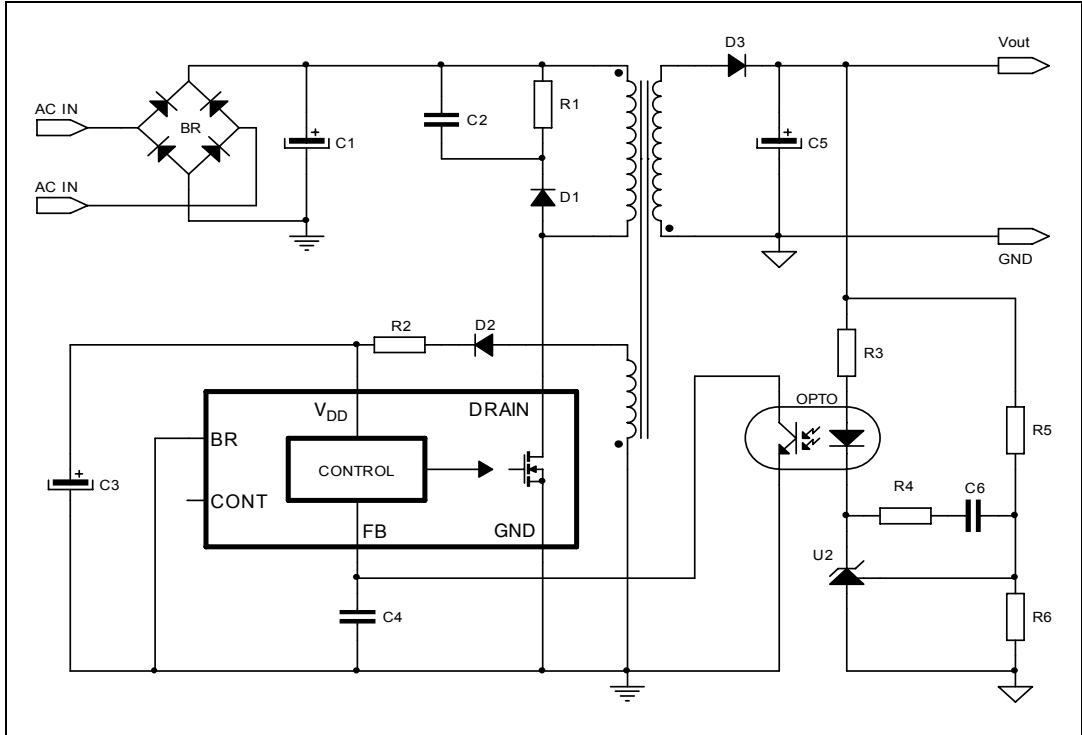 D3
Vout
AC IN
BR
C1
C2
R1
C5
AC IN
D1
GND
R2
D2
R3
OPTO
VDD
DRAIN
BR
CONTROL
R5
C3
CONT
R4
C6
FB
GND
U2
C4
R6